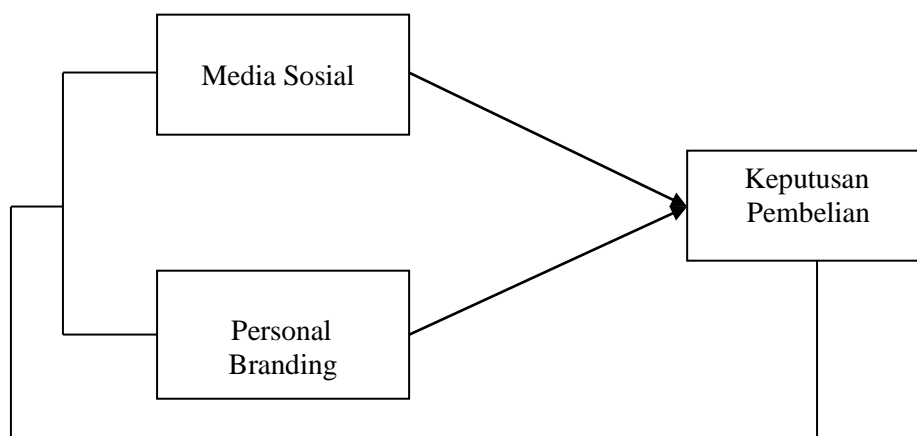 Media Sosial
Keputusan
Pembelian
Personal
Branding